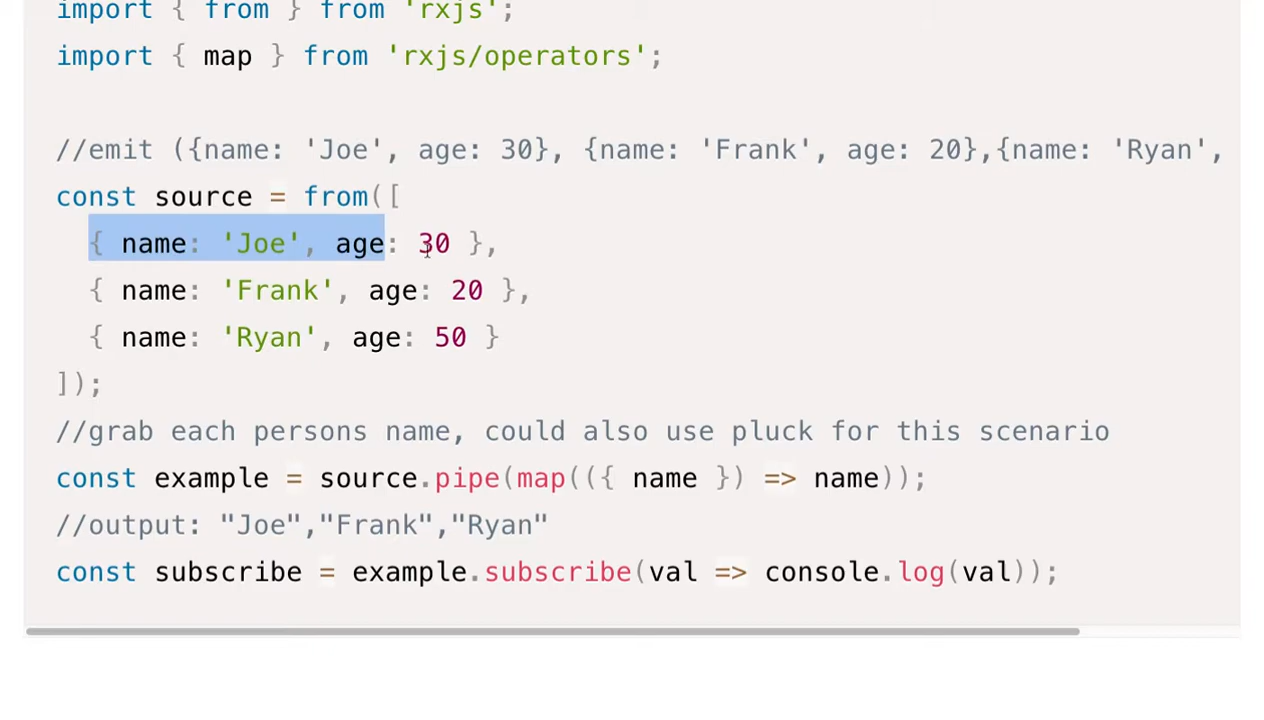 import { from } from 'rxjs';
import { map } from 'rxjs/operators';
//emit ({name: 'Joe', age: 30}, {name: 'Frank', age: 20},{name: 'Ryan',
const source = from([
  { name: 'Joe', age: 30 },
  { name: 'Frank', age: 20 },
  { name: 'Ryan', age: 50 }
]);
//grab each persons name, could also use pluck for this scenario
const example = source.pipe(map(({ name }) => name));
//output: "Joe","Frank","Ryan"
const subscribe = example.subscribe(val => console.log(val));